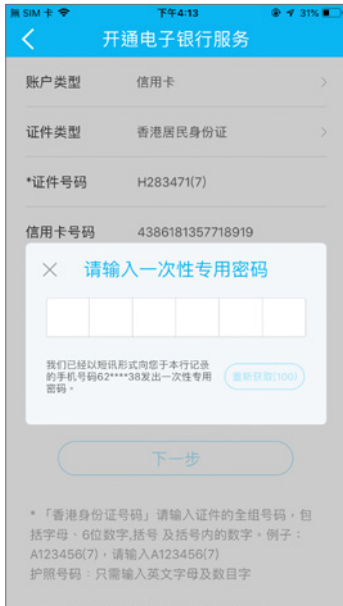 無 SIM 卡 下午4:13 31%
开通电子银行服务
账户类型 信用卡
证件类型 香港居民身份证
*证件号码 H283471(7)
信用卡号码 4386181357718919
请输入一次性专用密码
我们已经以短讯形式向您于本行记录
的手机号码62****38发出一次性专用
密码。
重新获取(100)
下一步
* 「香港身份证号码」请输入证件的全组号码，包
括字母、6位数字,括号 及括号内的数字。例子：
A123456(7)，请输入A123456(7)
护照号码：只需输入英文字母及数目字